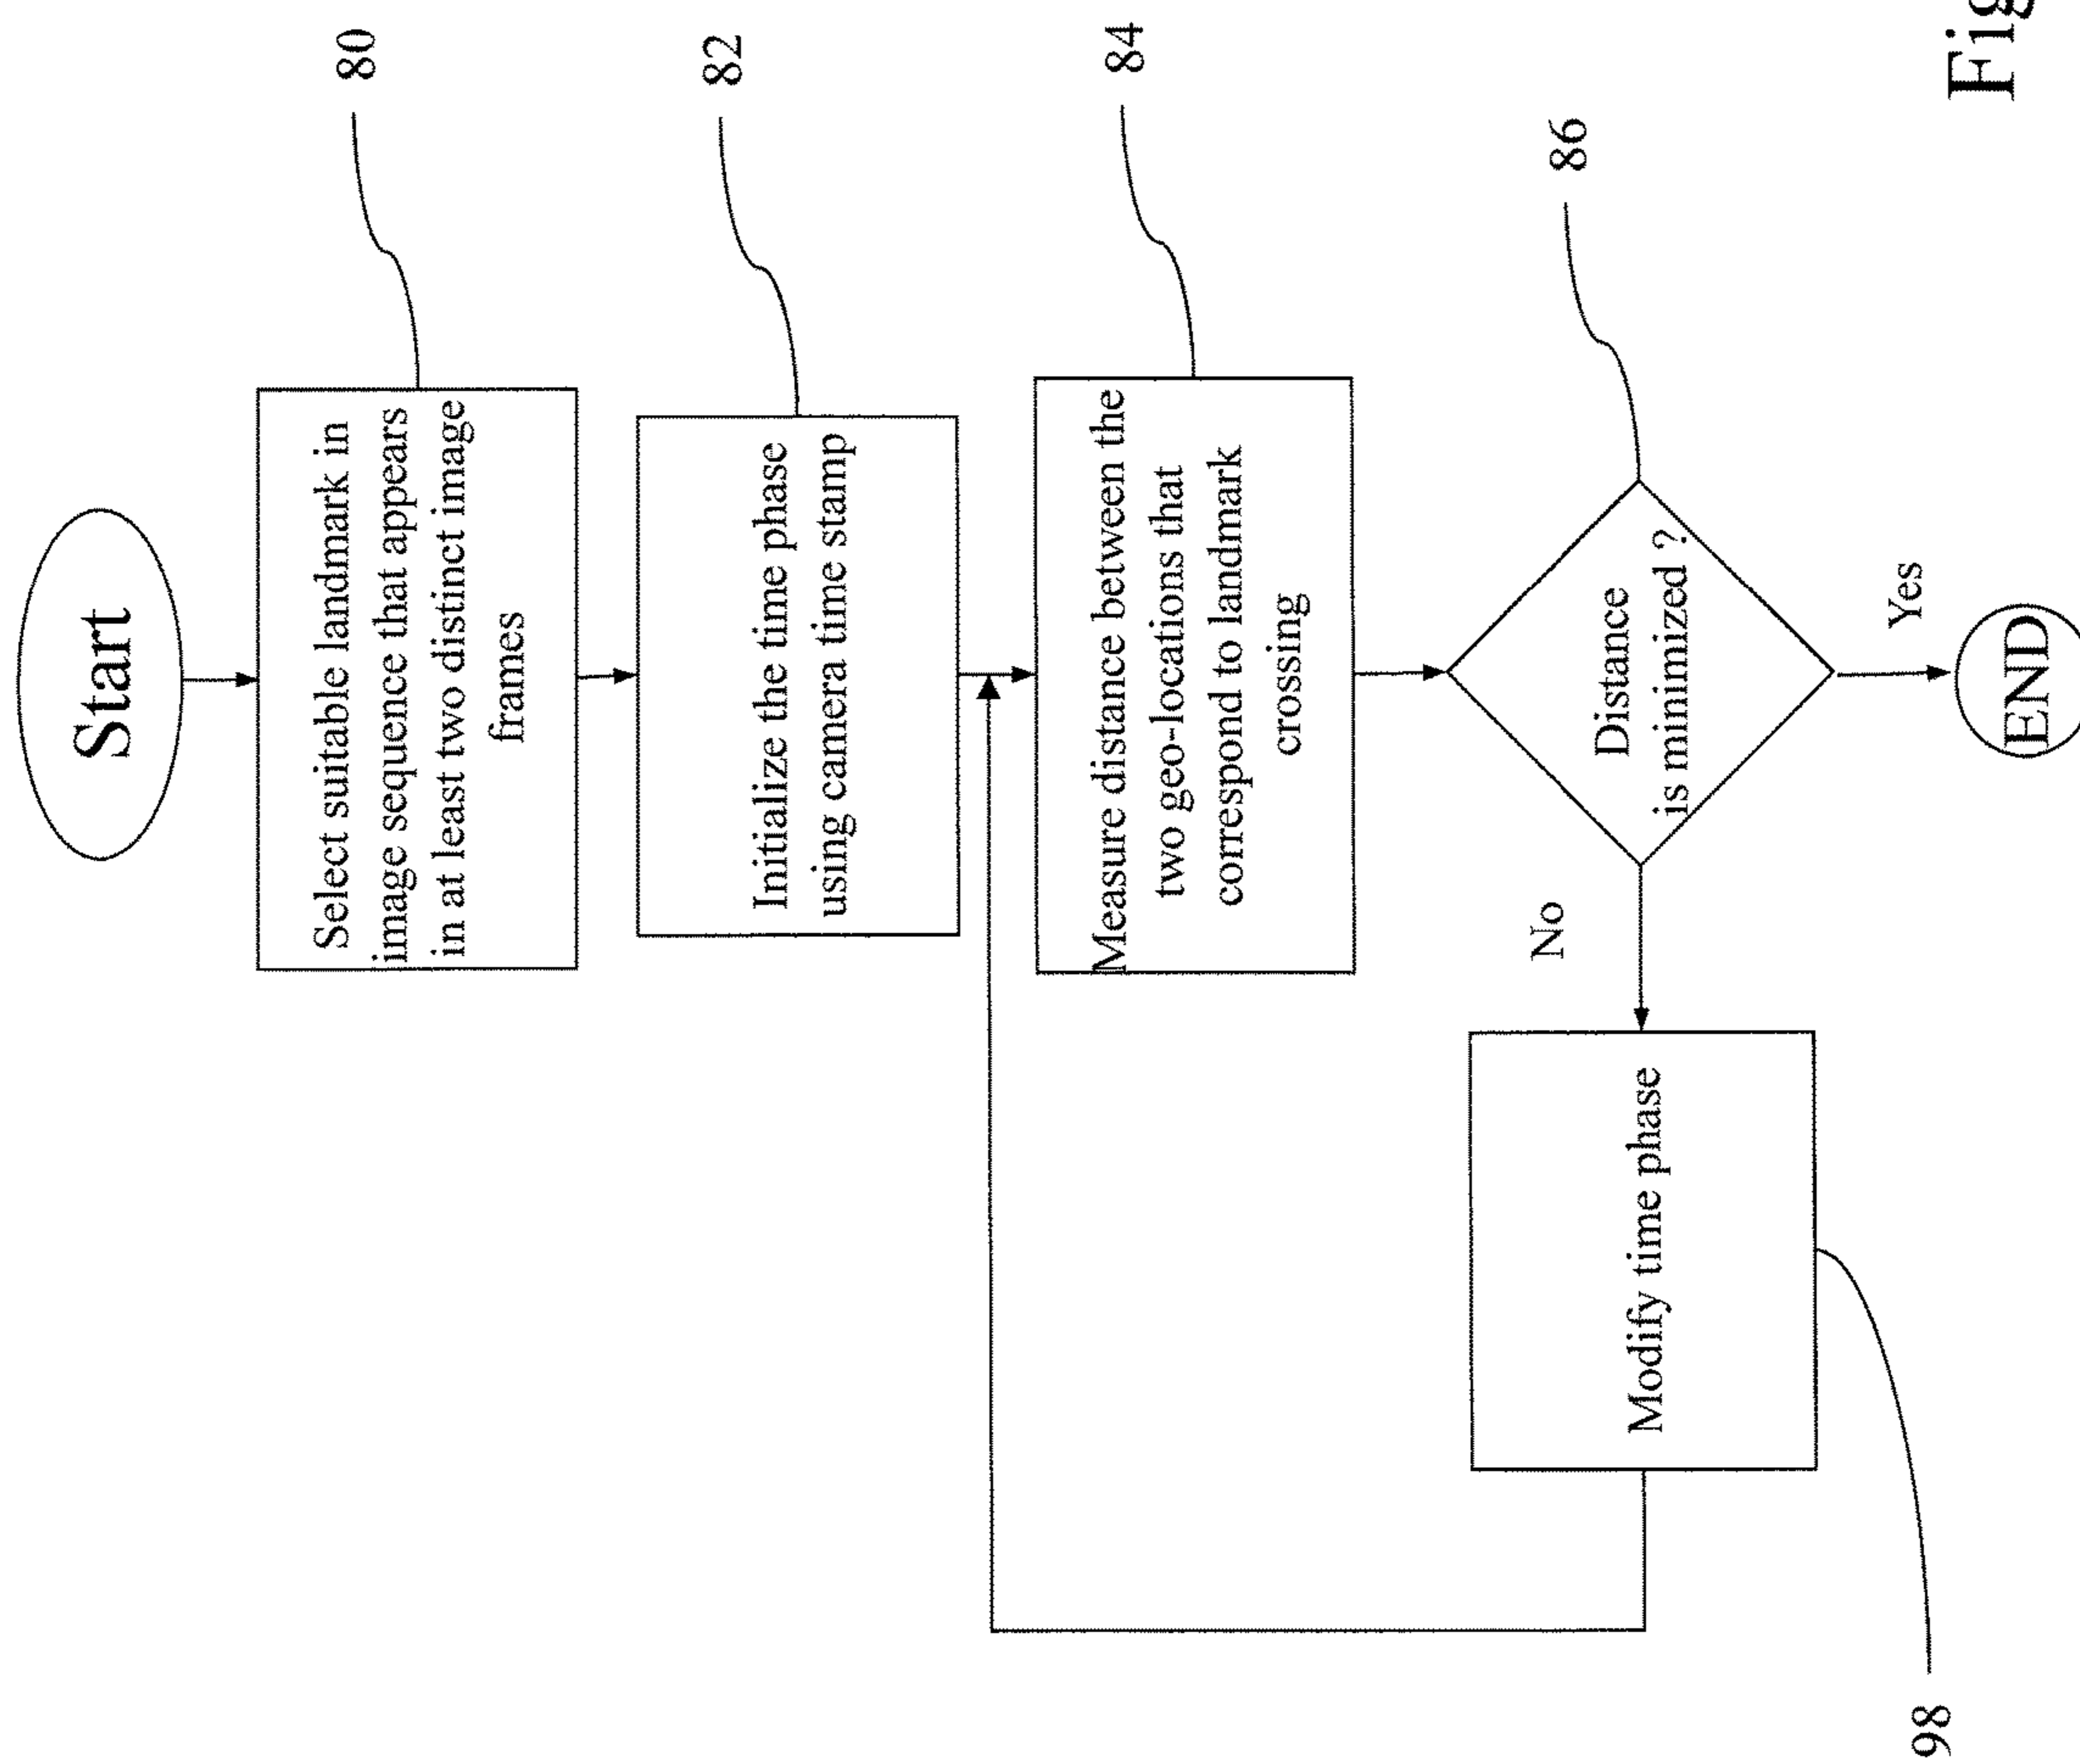 Start
80
Select suitable landmark in
image sequence that appears
in at least two distinct image
frames
82
Initialize the time phase
using camera time stamp
84
Measure distance between the
two geo-locations that
correspond to landmark
crossing
86
Distance
is minimized ?
No
Yes
Modify time phase
98
END
Fig